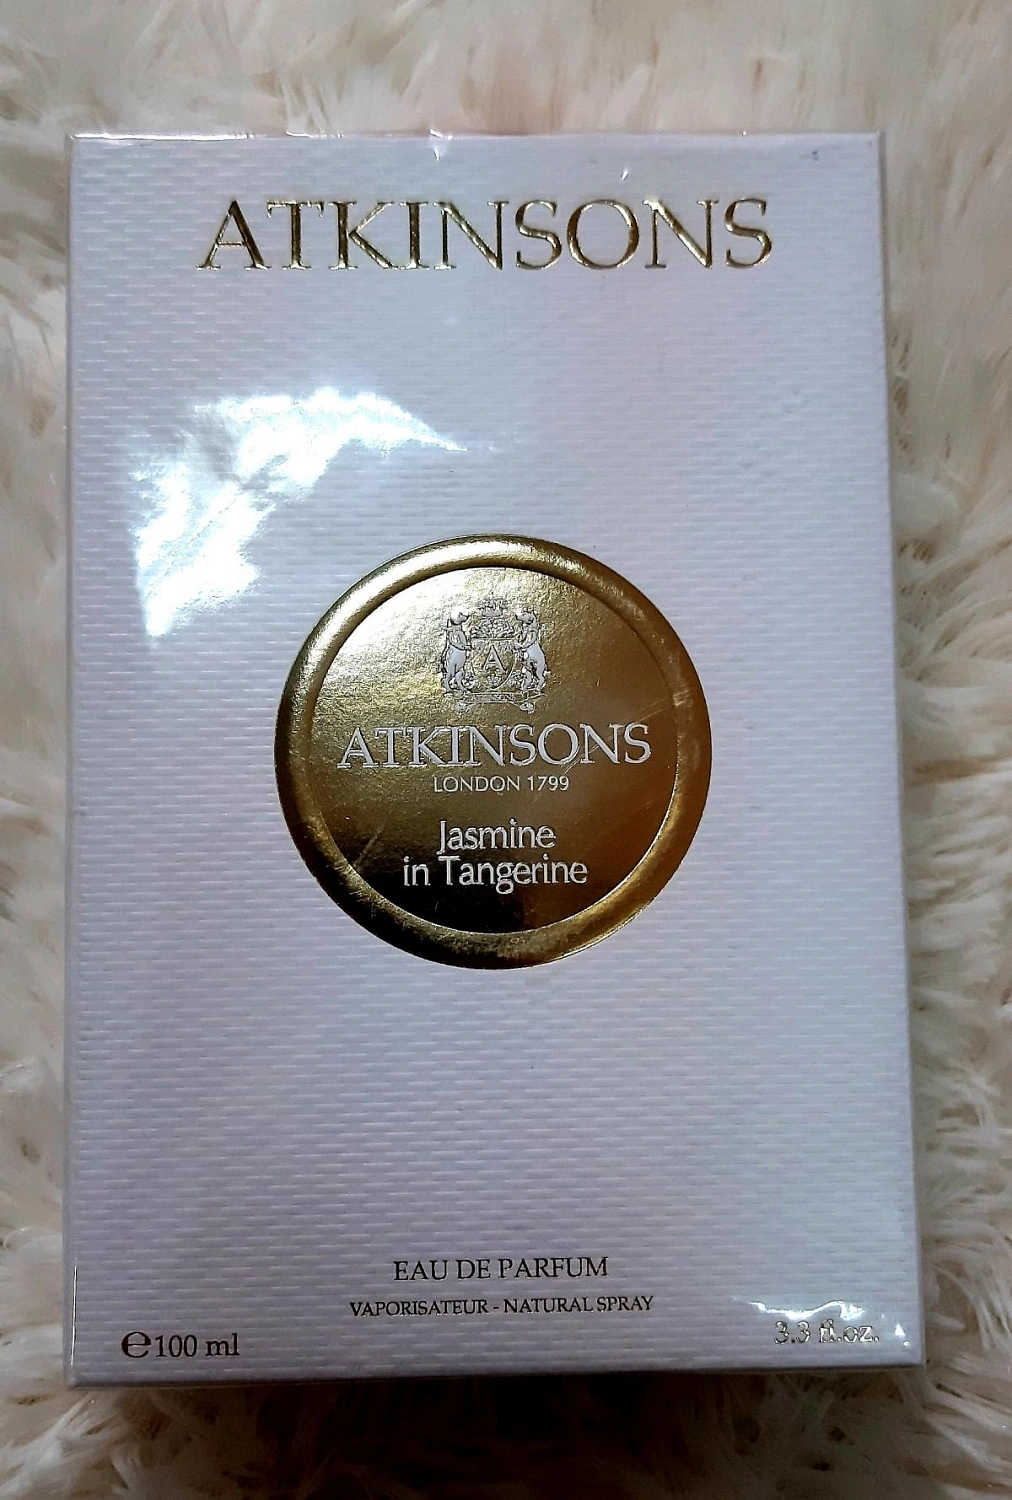 ATKINSONS
A
ATKINSONS
LONDON 1799
Jasmine
in Tangerine
EAU DE PARFUM
VAPORISATEUR - NATURAL SPRAY
℮100 ml
3.3 fl.oz.